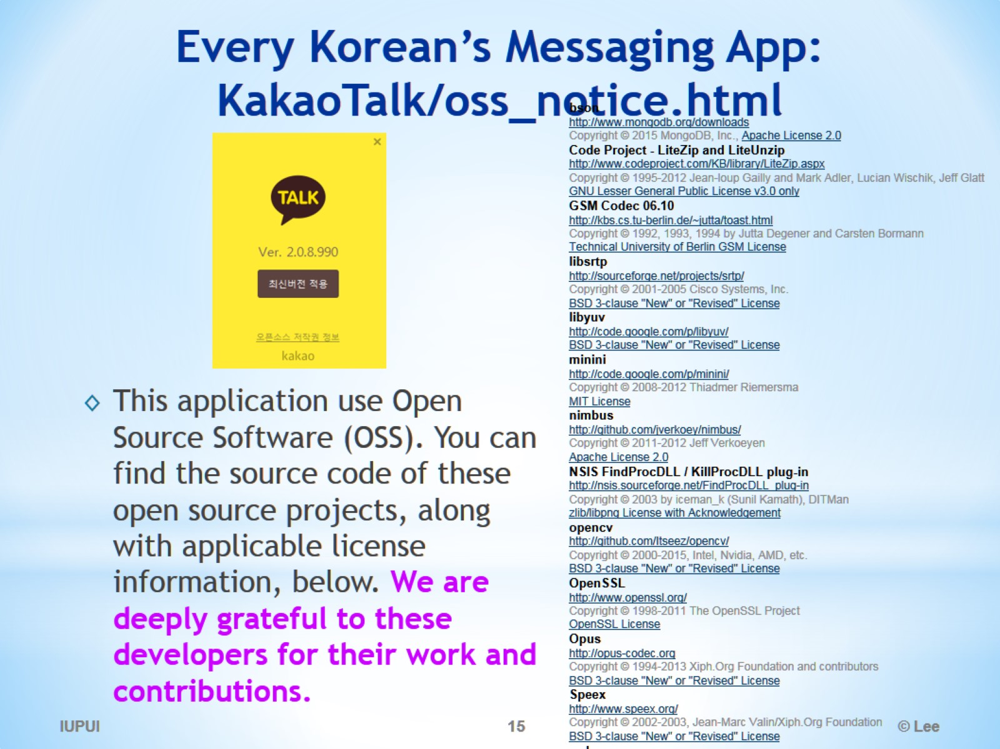 Every Korean's Messaging App:
KakaoTalk/oss_notice.html
×
TALK
Ver. 2.0.8.990
최신버전 적용
오픈소스 저작권 정보
kakao
◇ This application use Open
Source Software (OSS). You can
find the source code of these
open source projects, along
with applicable license
information, below. We are
deeply grateful to these
developers for their work and
contributions.
bson
http://www.mongodb.org/downloads
Copyright © 2015 MongoDB, Inc., Apache License 2.0
Code Project - LiteZip and LiteUnzip
http://www.codeproject.com/KB/library/LiteZip.aspx
Copyright © 1995-2012 Jean-loup Gailly and Mark Adler, Lucian Wischik, Jeff Glatt
GNU Lesser General Public License v3.0 only
GSM Codec 06.10
http://kbs.cs.tu-berlin.de/~jutta/toast.html
Copyright © 1992, 1993, 1994 by Jutta Degener and Carsten Bormann
Technical University of Berlin GSM License
libsrtp
http://sourceforge.net/projects/srtp/
Copyright © 2001-2005 Cisco Systems, Inc.
BSD 3-clause "New" or "Revised" License
libyuv
http://code.google.com/p/libyuv/
BSD 3-clause "New" or "Revised" License
minini
http://code.google.com/p/minini/
Copyright © 2008-2012 Thiadmer Riemersma
MIT License
nimbus
http://github.com/jverkoey/nimbus/
Copyright © 2011-2012 Jeff Verkoeyen
Apache License 2.0
NSIS FindProcDLL / KillProcDLL plug-in
http://nsis.sourceforge.net/FindProcDLL_plug-in
Copyright © 2003 by iceman_k (Sunil Kamath), DITMan
zlib/libpng License with Acknowledgement
opencv
http://github.com/Itseez/opencv/
Copyright © 2000-2015, Intel, Nvidia, AMD, etc.
BSD 3-clause "New" or "Revised" License
OpenSSL
http://www.openssl.org/
Copyright © 1998-2011 The OpenSSL Project
OpenSSL License
Opus
http://opus-codec.org
Copyright © 1994-2013 Xiph.Org Foundation and contributors
BSD 3-clause "New" or "Revised" License
Speex
http://www.speex.org/
Copyright © 2002-2003, Jean-Marc Valin/Xiph.Org Foundation
BSD 3-clause "New" or "Revised" License
IUPUI
15
© Lee